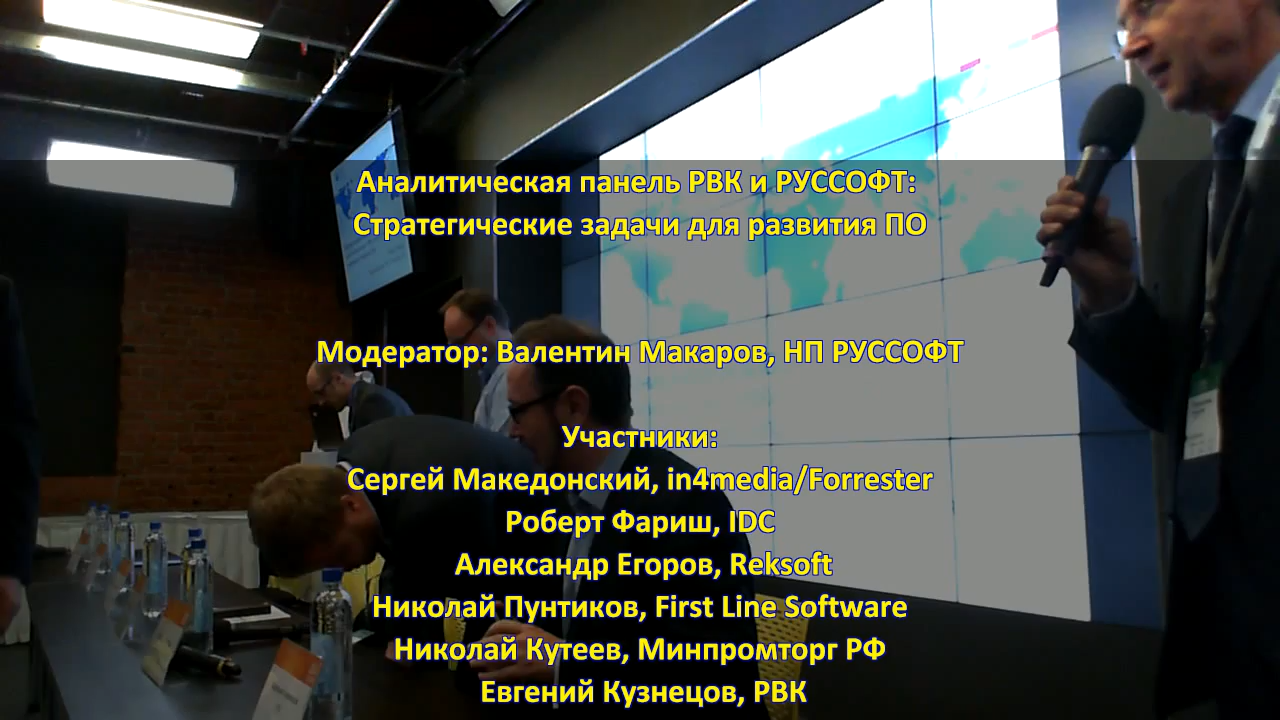 Аналитическая панель РВК и РУССОФТ:
Стратегические задачи для развития ПО
Модератор: Валентин Макаров, НП РУССОФТ
Участники:
Сергей Македонский, in4media/Forrester
Роберт Фариш, IDC
Александр Егоров, Reksoft
Николай Пунтиков, First Line Software
Николай Кутеев, Минпромторг РФ
Евгений Кузнецов, РВК